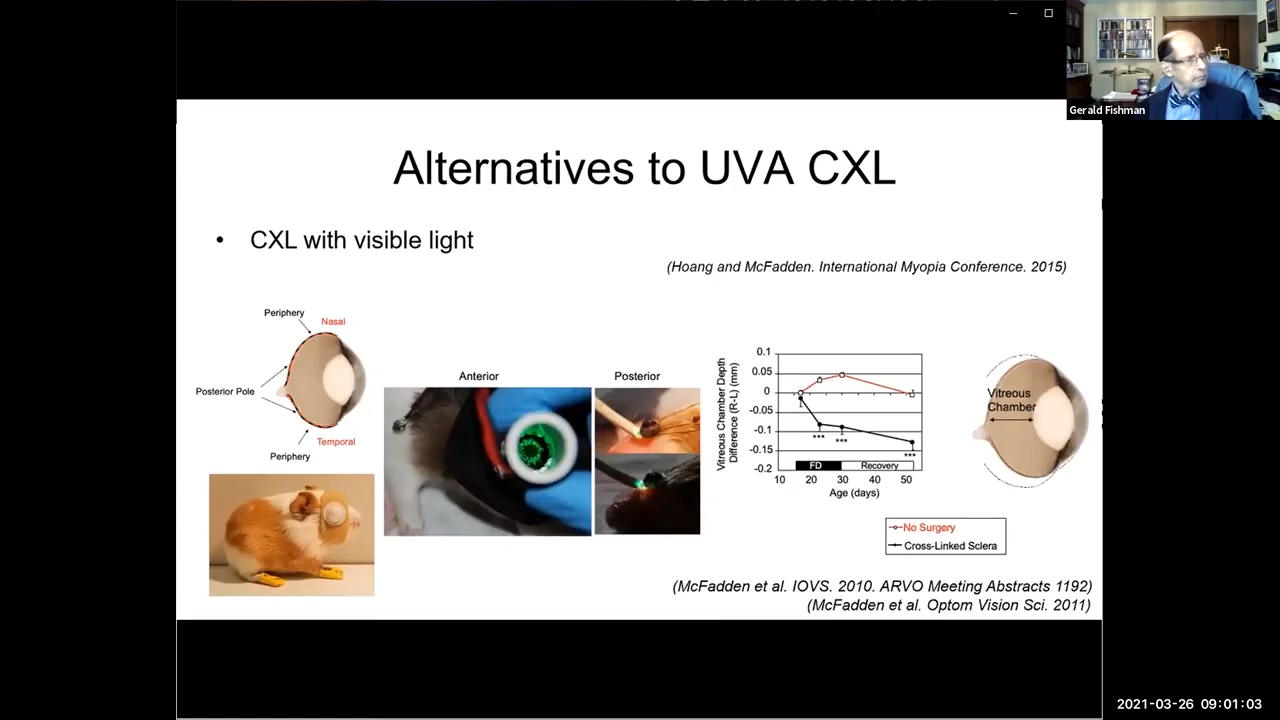 Gerald Fishman
Alternatives to UVA CXL
• CXL with visible light
(Hoang and McFadden. International Myopia Conference. 2015)
Periphery
Nasal
Posterior Pole
Temporal
Periphery
Anterior
Posterior
Vitreous Chamber Depth
Difference (R-L) (mm)
0.1
0.05
0
-0.05
-0.1
-0.15
-0.2
***
***
***
FD
Recovery
10 20 30 40 50
Age (days)
Vitreous
Chamber
No Surgery
Cross-Linked Sclera
(McFadden et al. IOVS. 2010. ARVO Meeting Abstracts 1192)
(McFadden et al. Optom Vision Sci. 2011)
2021-03-26 09:01:03